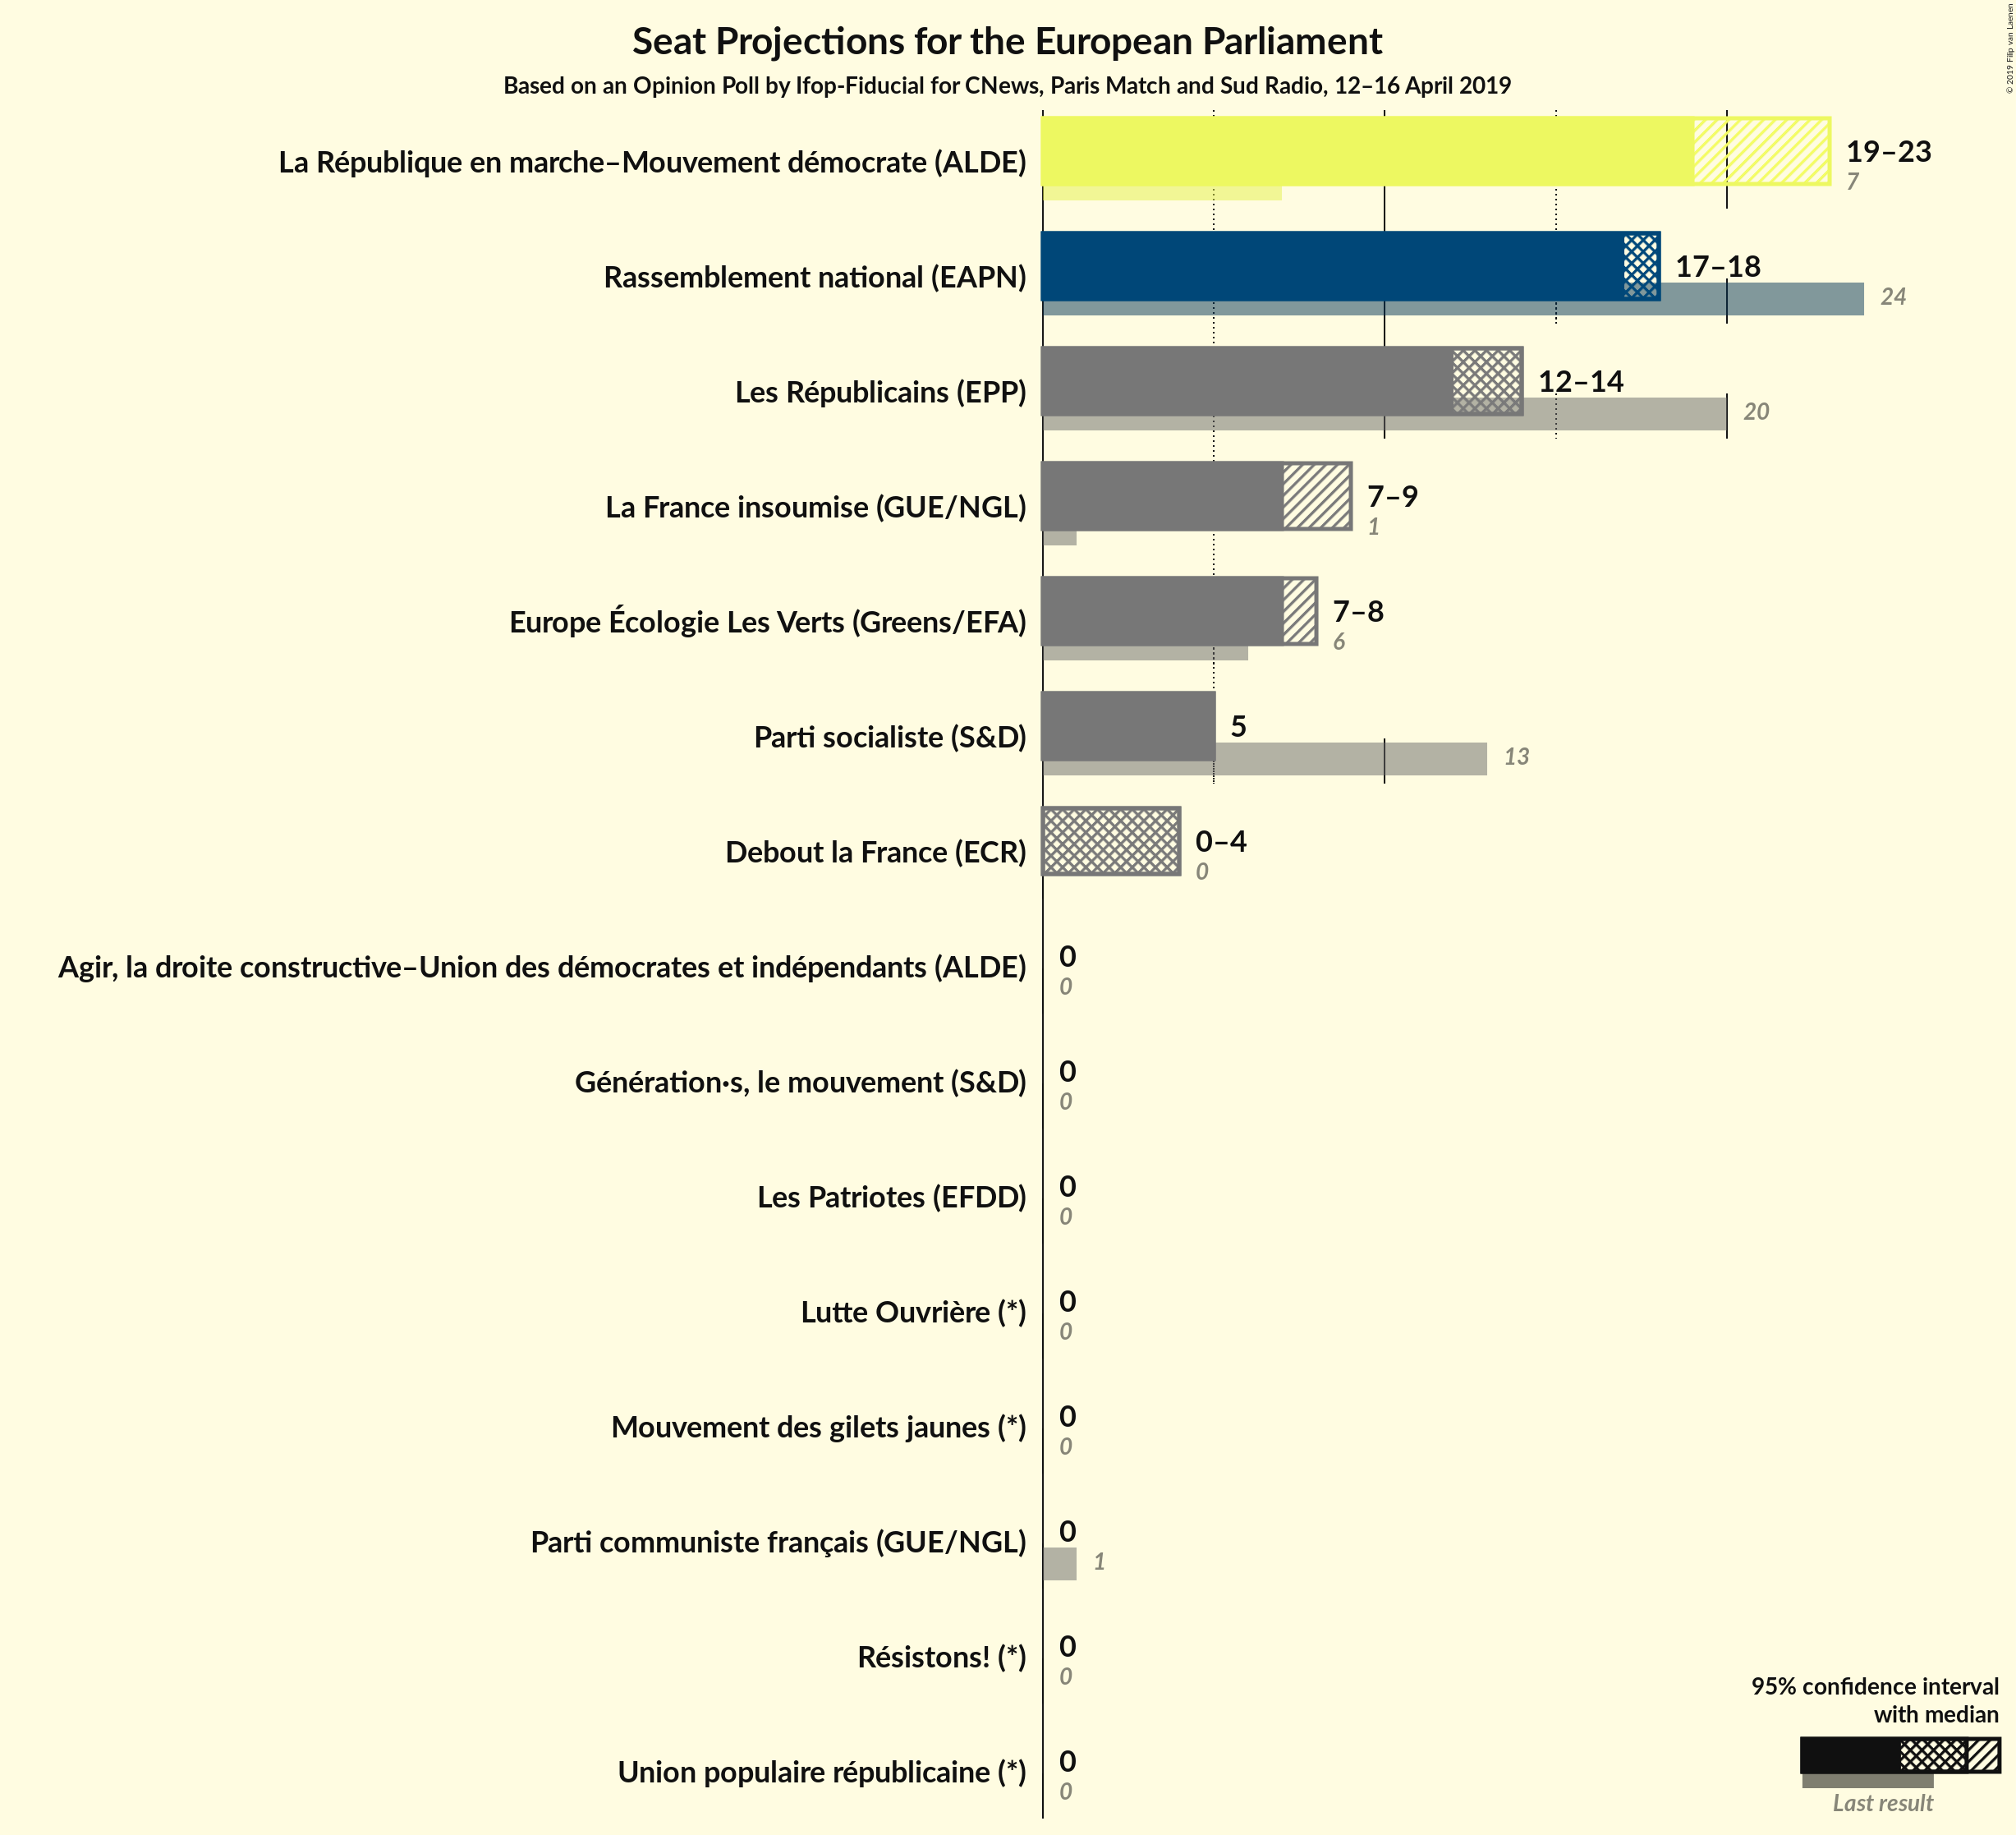 Seat Projections for the European Parliament
Based on an Opinion Poll by Ifop-Fiducial for CNews, Paris Match and Sud Radio, 12–16 April 2019
© 2019 Filip van Laenen
La République en marche–Mouvement démocrate (ALDE)
19–23
7
Rassemblement national (EAPN)
17–18
24
Les Républicains (EPP)
12–14
20
La France insoumise (GUE/NGL)
7–9
1
Europe Écologie Les Verts (Greens/EFA)
7–8
6
Parti socialiste (S&D)
5
13
Debout la France (ECR)
0–4
0
Agir, la droite constructive–Union des démocrates et indépendants (ALDE)
0
0
Génération·s, le mouvement (S&D)
0
0
Les Patriotes (EFDD)
0
0
Lutte Ouvrière (*)
0
0
Mouvement des gilets jaunes (*)
0
0
Parti communiste français (GUE/NGL)
0
1
Résistons! (*)
0
0
Union populaire républicaine (*)
0
0
95% confidence interval
with median
Last result